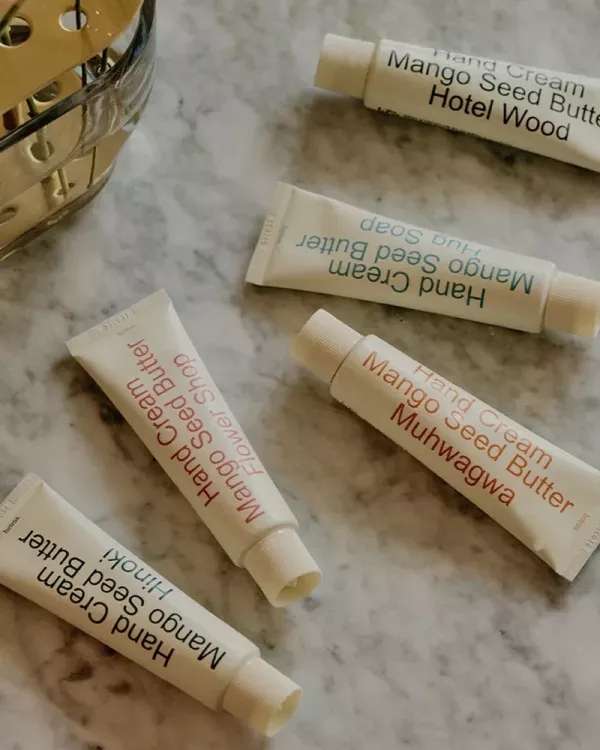 Hand Cream
Mango Seed Butte
Hotel Wood
Hand Cream
Mango Seed Butter
Hug Soap
Hand Cream
Mango Seed Butter
Muhwagwa
Hand Cream
Mango Seed Butter
Flower Shop
Hand Cream
Mango Seed Butter
Hinoki